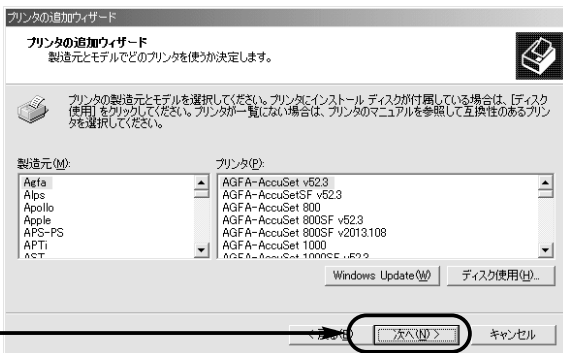 プリンタの追加ウィザード
プリンタの追加ウィザード
製造元とモデルでどのプリンタを使うか決定します。
プリンタの製造元とモデルを選択してください。プリンタにインストール ディスクが付属している場合は、[ディスク
使用] をクリックしてください。プリンタが一覧にない場合は、プリンタのマニュアルを参照して互換性のあるプリン
タを選択してください。
製造元(M):
Agfa
Alps
Apollo
Apple
APS-PS
APTi
AST
プリンタ(P):
AGFA-AccuSet v52.3
AGFA-AccuSetSF v52.3
AGFA-AccuSet 800
AGFA-AccuSet 800SF v52.3
AGFA-AccuSet 800SF v2013.108
AGFA-AccuSet 1000
AGFA-AccuSet 1000SF v52.3
Windows Update(W)
ディスク使用(H)...
次へ(N) >
キャンセル